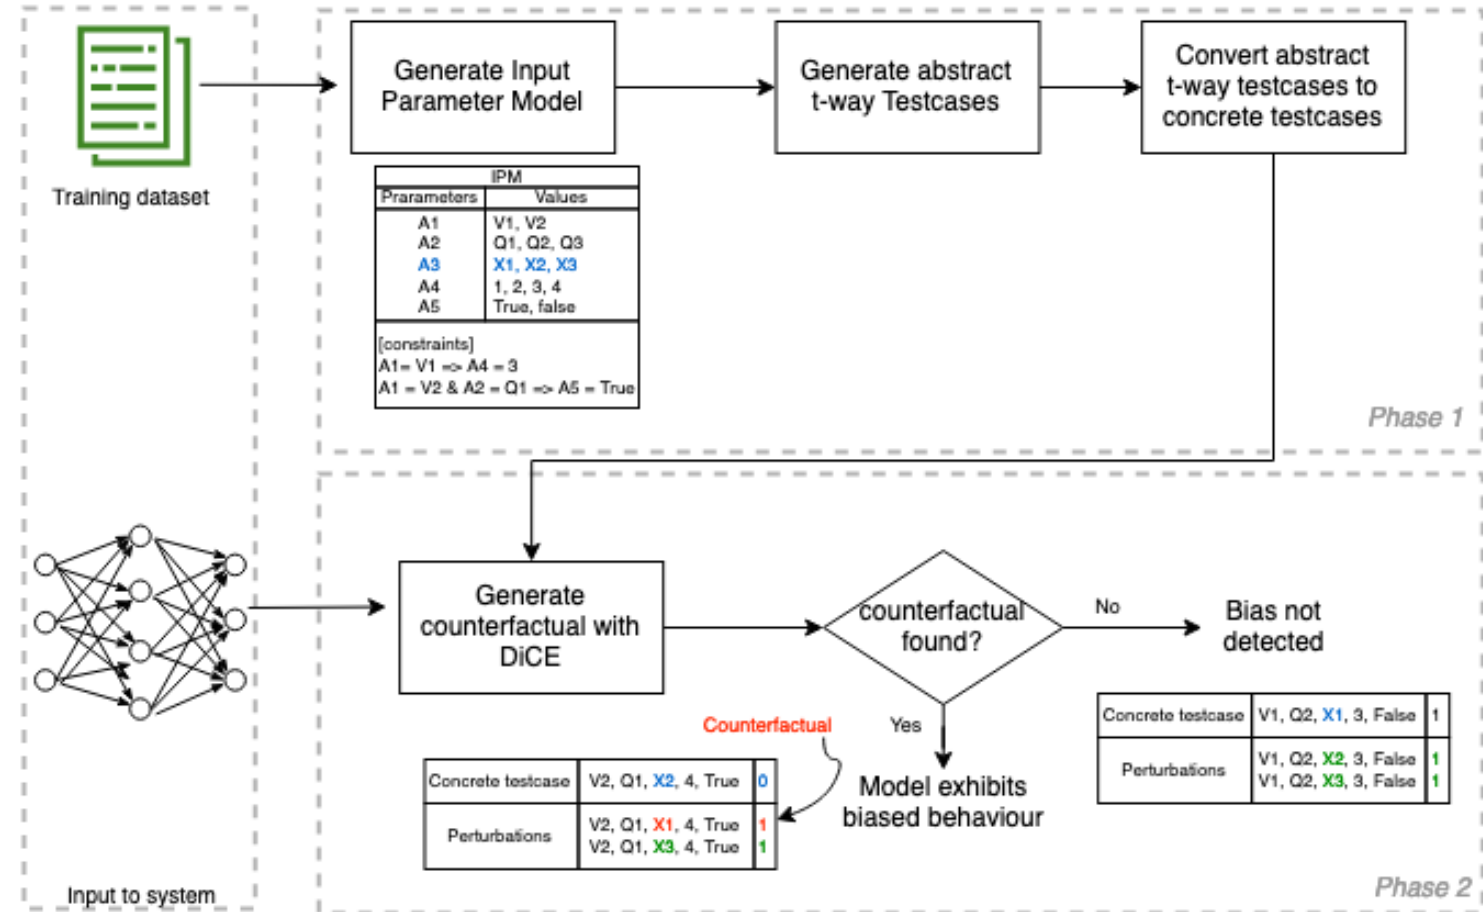 Training dataset
Generate Input
Parameter Model
Generate abstract
t-way Testcases
Convert abstract
t-way testcases to
concrete testcases
IPM
Prarameters Values
A1 V1, V2
A2 Q1, Q2, Q3
A3 X1, X2, X3
A4 1, 2, 3, 4
A5 True, false
[constraints]
A1= V1 => A4 = 3
A1 = V2 & A2 = Q1 => A5 = True
Phase 1
Generate
counterfactual with
DiCE
counterfactual
found?
No
Bias not
detected
Yes
Model exhibits
biased behaviour
Counterfactual
Concrete testcase V2, Q1, X2, 4, True 0
Perturbations
V2, Q1, X1, 4, True 1
V2, Q1, X3, 4, True 1
Concrete testcase V1, Q2, X1, 3, False 1
Perturbations
V1, Q2, X2, 3, False 1
V1, Q2, X3, 3, False 1
Input to system
Phase 2